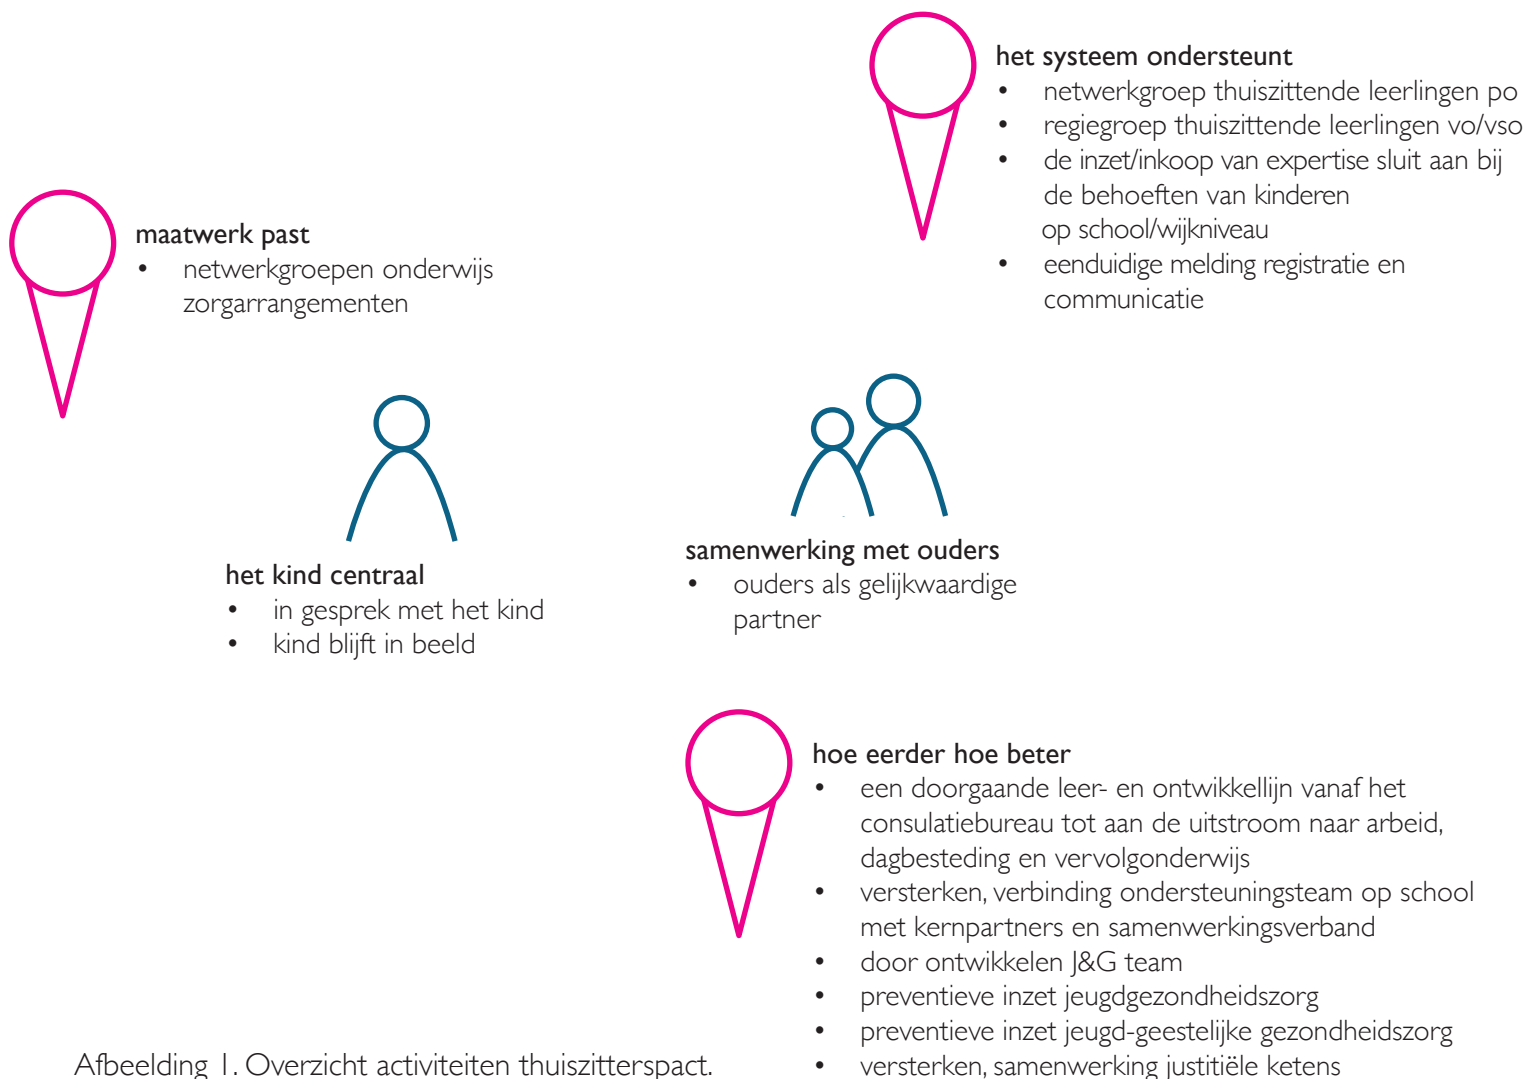 het systeem ondersteunt
• netwerkgroep thuiszittende leerlingen po
• regiegroep thuiszittende leerlingen vo/vso
• de inzet/inkoop van expertise sluit aan bij
de behoeften van kinderen
op school/wijkniveau
• eenduidige melding registratie en
communicatie
maatwerk past
• netwerkgroepen onderwijs
zorgarrangementen
het kind centraal
• in gesprek met het kind
• kind blijft in beeld
samenwerking met ouders
• ouders als gelijkwaardige
partner
hoe eerder hoe beter
• een doorgaande leer- en ontwikkellijn vanaf het
consulatiebureau tot aan de uitstroom naar arbeid,
dagbesteding en vervolgonderwijs
• versterken, verbinding ondersteuningsteam op school
met kernpartners en samenwerkingsverband
• door ontwikkelen J&G team
• preventieve inzet jeugdgezondheidszorg
• preventieve inzet jeugd-geestelijke gezondheidszorg
• versterken, samenwerking justitiële ketens
Afbeelding 1. Overzicht activiteiten thuiszitterspact.